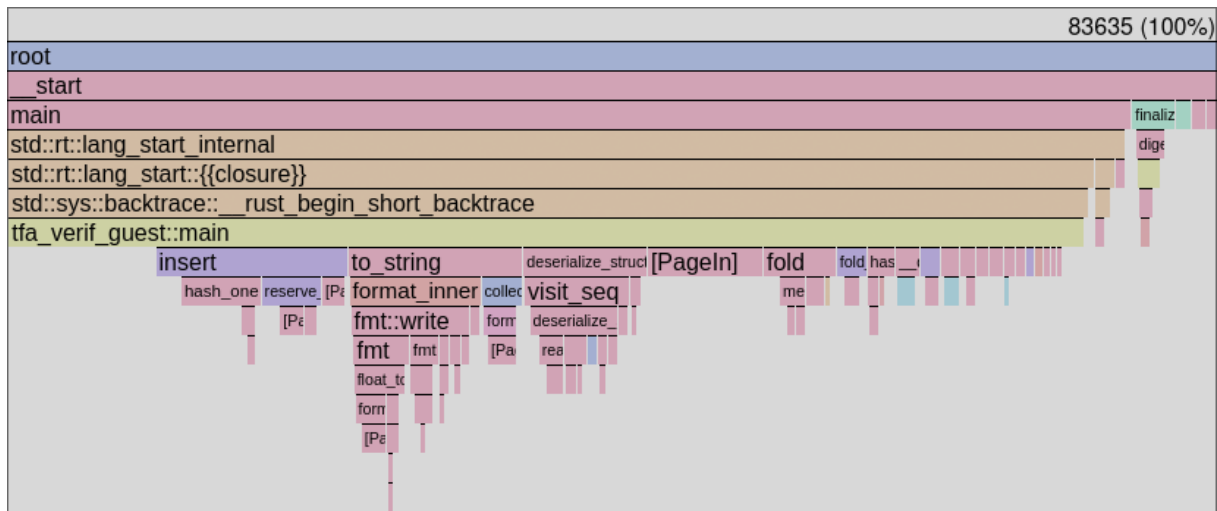 83635 (100%)
root
__start
main finaliz
std::rt::lang_start_internal dige
std::rt::lang_start::{{closure}}
std::sys::backtrace::__rust_begin_short_backtrace
tfa_verif_guest::main
insert to_string deserialize_struct [PageIn] fold fold_ has
hash_one reserve_ [Pa format_inner collec visit_seq me
[Pa fmt::write form deserialize_
fmt fmt [Pa rea
float_to
form
[Pa